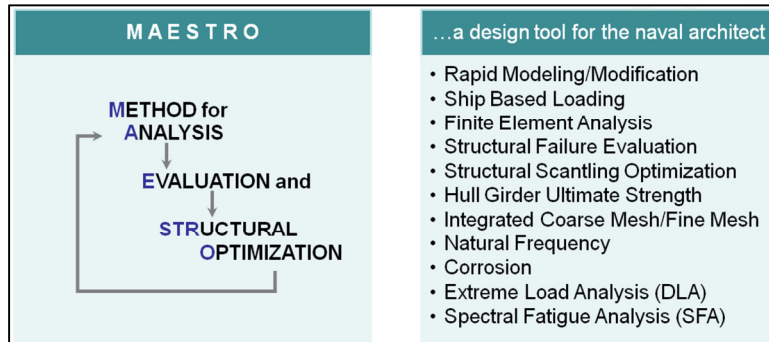 MAESTRO
METHOD for
ANALYSIS
EVALUATION and
STRUCTURAL
OPTIMIZATION
…a design tool for the naval architect
• Rapid Modeling/Modification
• Ship Based Loading
• Finite Element Analysis
• Structural Failure Evaluation
• Structural Scantling Optimization
• Hull Girder Ultimate Strength
• Integrated Coarse Mesh/Fine Mesh
• Natural Frequency
• Corrosion
• Extreme Load Analysis (DLA)
• Spectral Fatigue Analysis (SFA)